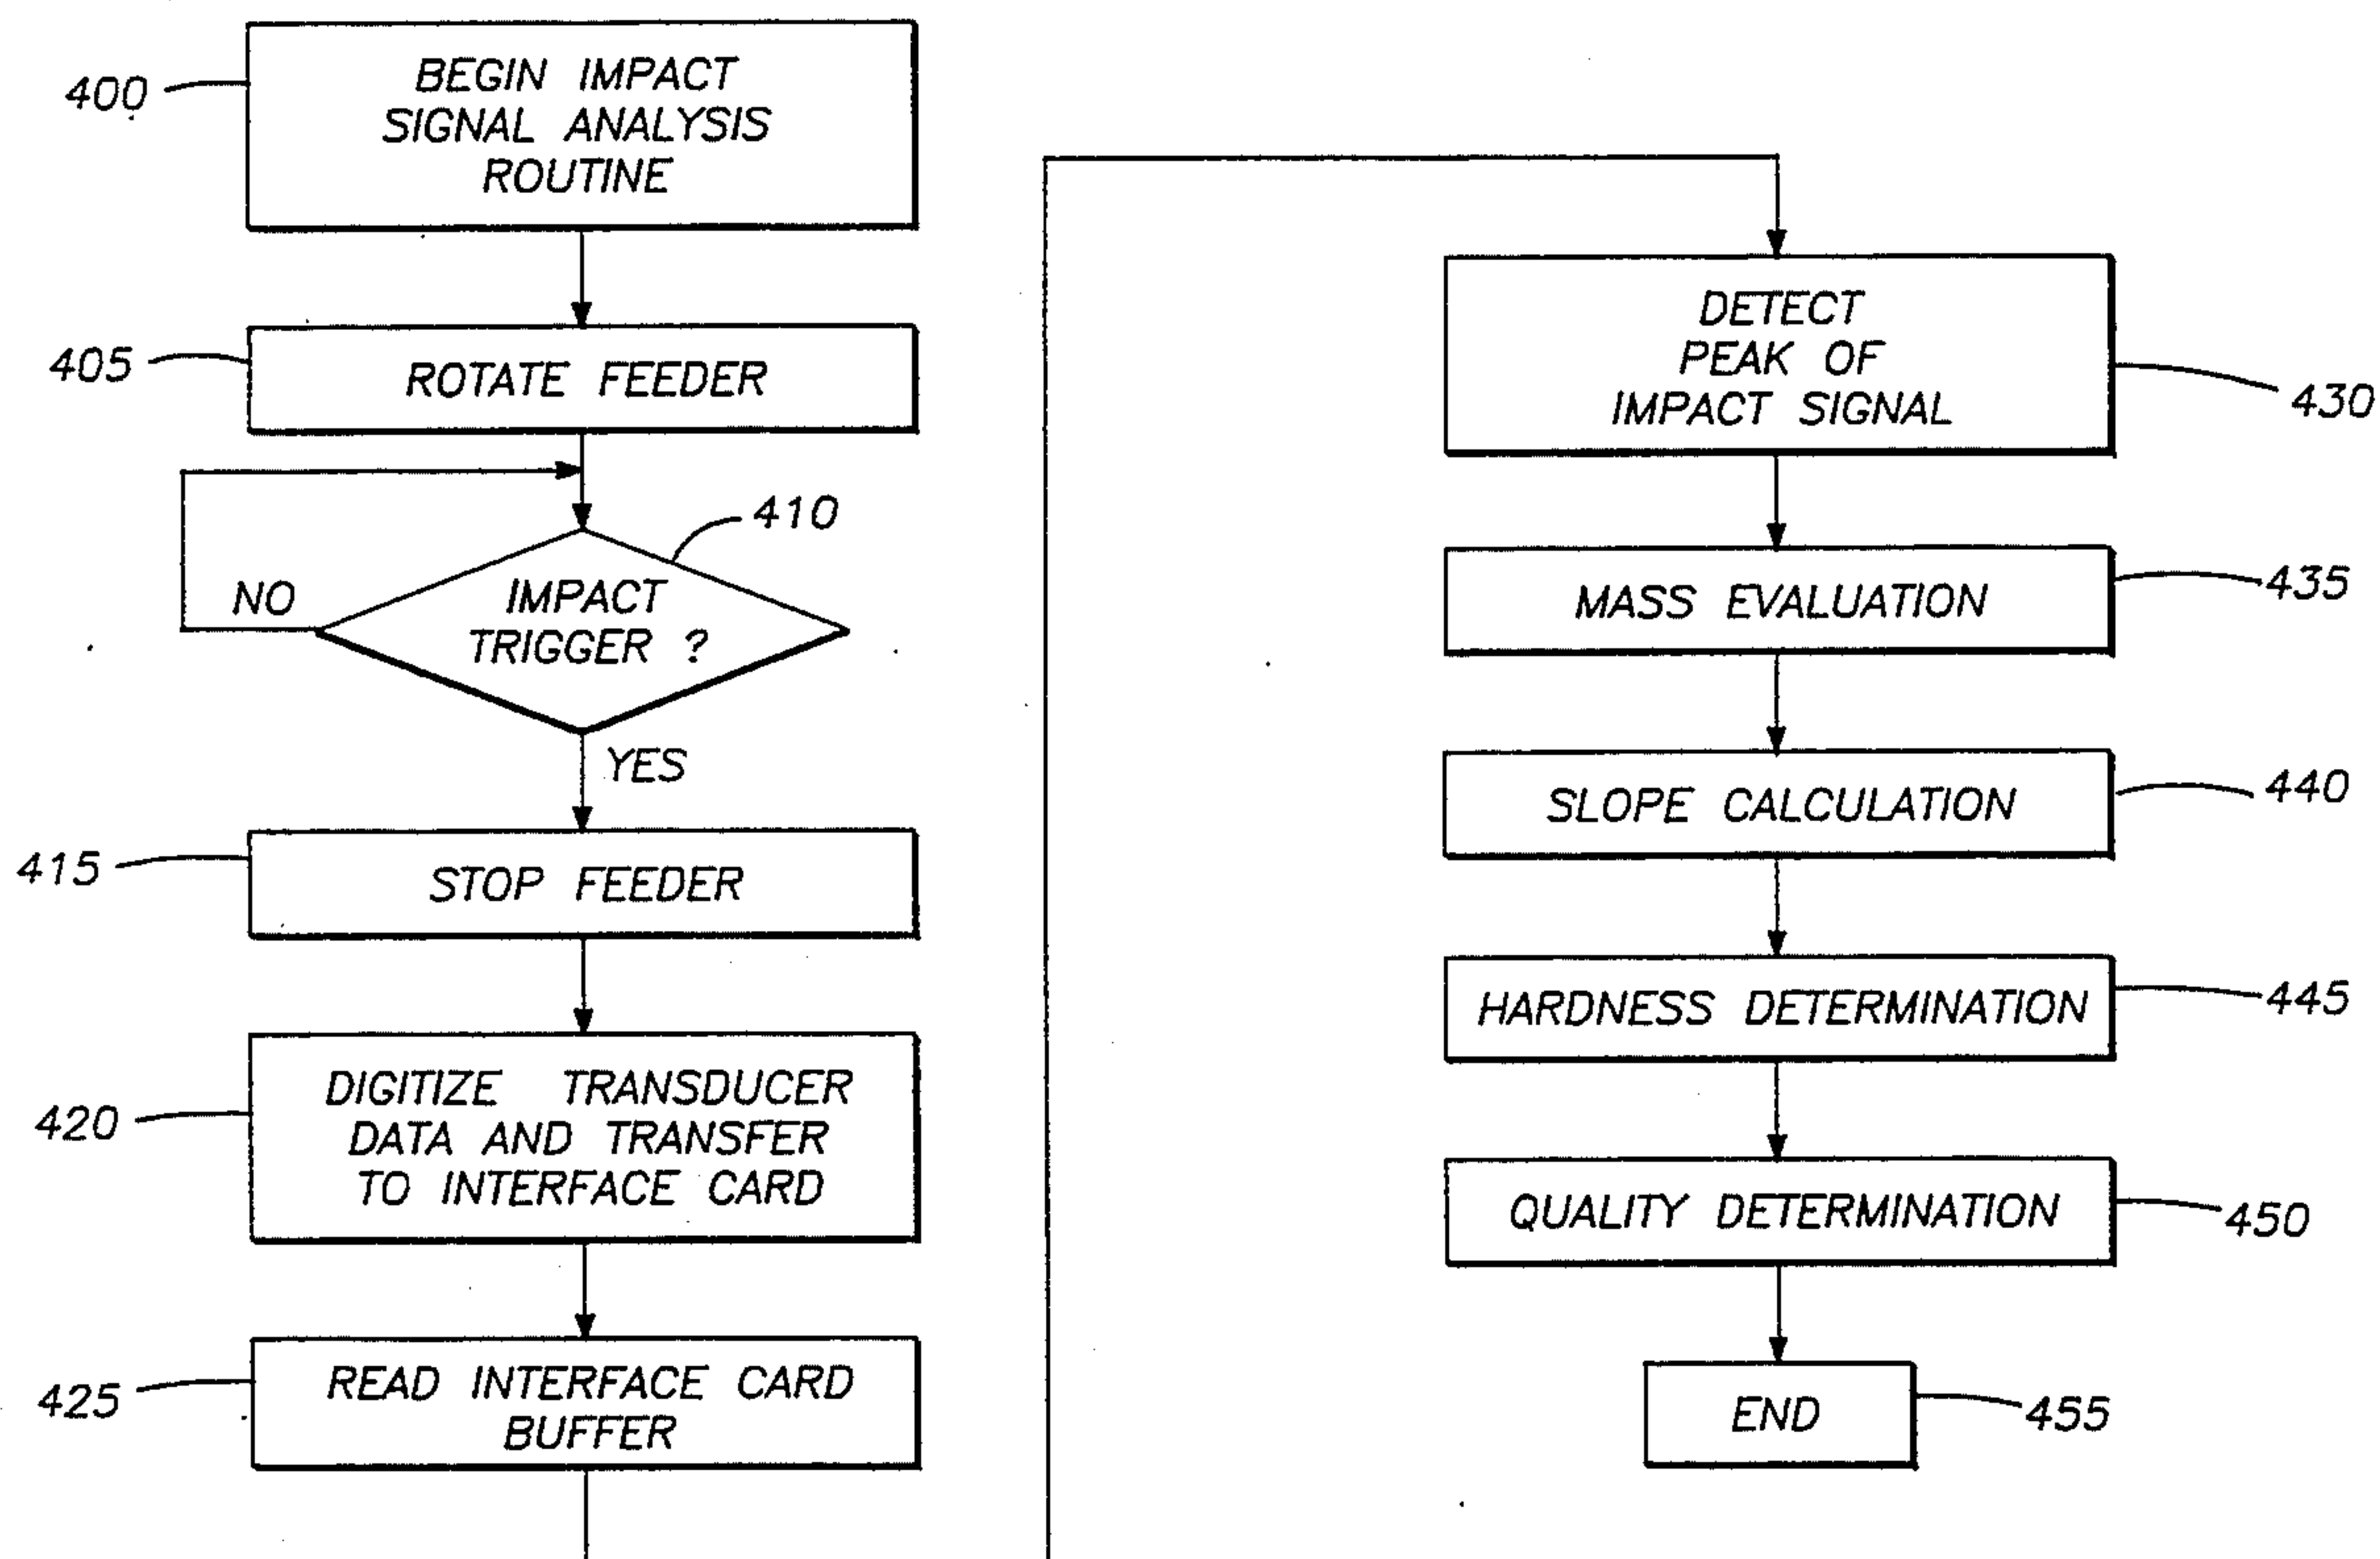 400
BEGIN IMPACT
SIGNAL ANALYSIS
ROUTINE
405
ROTATE FEEDER
410
NO
IMPACT
TRIGGER ?
YES
415
STOP FEEDER
420
DIGITIZE TRANSDUCER
DATA AND TRANSFER
TO INTERFACE CARD
425
READ INTERFACE CARD
BUFFER
DETECT
PEAK OF
IMPACT SIGNAL
430
MASS EVALUATION
435
SLOPE CALCULATION
440
HARDNESS DETERMINATION
445
QUALITY DETERMINATION
450
END
455